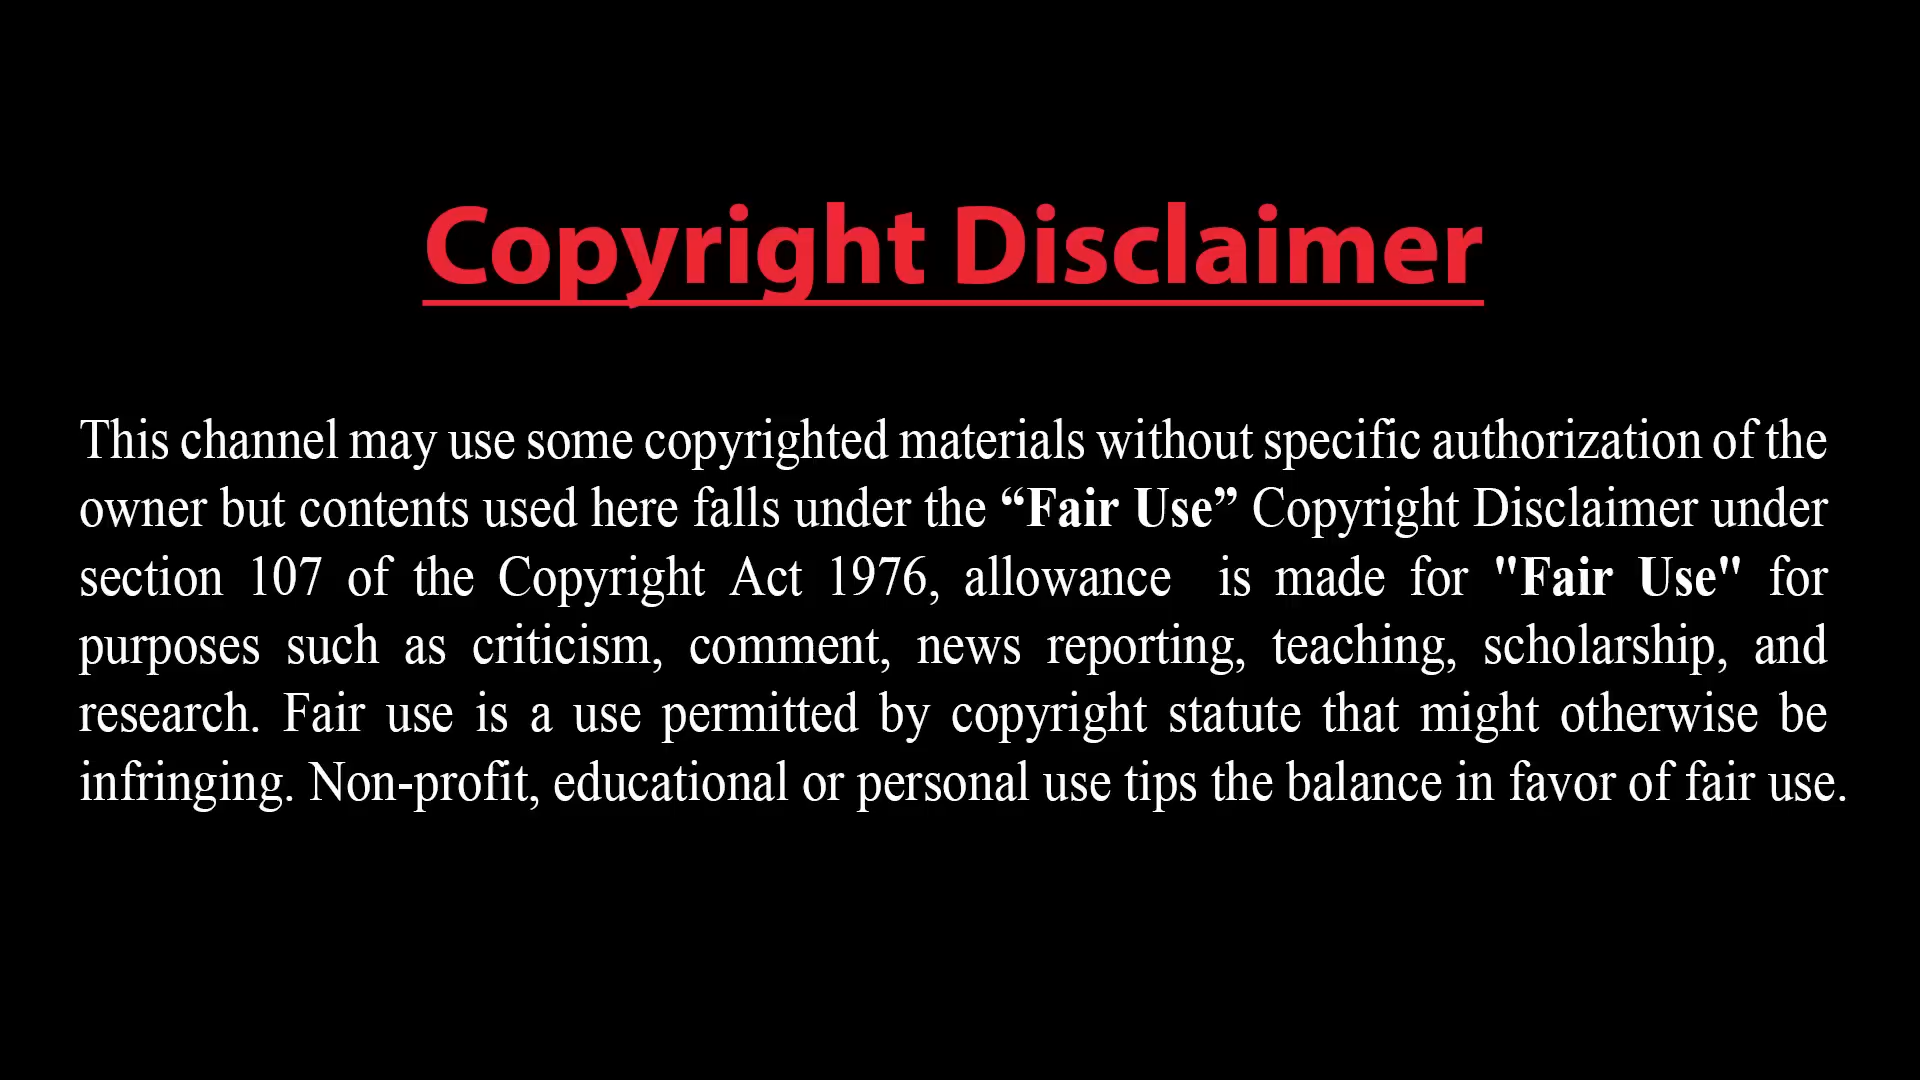 Copyright Disclaimer
This channel may use some copyrighted materials without specific authorization of the
owner but contents used here falls under the “Fair Use” Copyright Disclaimer under
section 107 of the Copyright Act 1976, allowance is made for "Fair Use" for
purposes such as criticism, comment, news reporting, teaching, scholarship, and
research. Fair use is a use permitted by copyright statute that might otherwise be
infringing. Non-profit, educational or personal use tips the balance in favor of fair use.